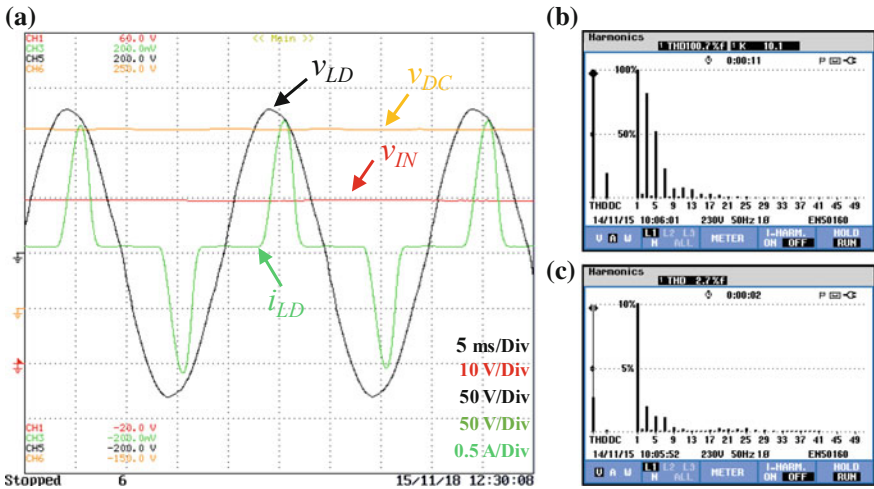 (a)
CH1 60.0 V
CH3 200.0mV
CH5 200.0 V
CH6 250.0 V
<< Main >>
vLD
vDC
vIN
iLD
5 ms/Div
10 V/Div
50 V/Div
50 V/Div
0.5 A/Div
CH1 -20.0 V
CH3 -200.0mV
CH5 -200.0 V
CH6 -150.0 V
Stopped 6 15/11/18 12:30:08
(b)
Harmonics
THD100.7%f K 10.1
0:00:11 P
100%
50%
THDDC 1 5 9 13 17 21 25 29 33 37 41 45 49
14/11/15 10:06:01 230V 50Hz 1Ø EN50160
V A W L1 L2 L3 N ALL METER I-HARM. ON OFF HOLD RUN
(c)
Harmonics
THD 2.7%f
0:00:02 P
10%
5%
THDDC 1 5 9 13 17 21 25 29 33 37 41 45 49
14/11/15 10:05:52 230V 50Hz 1Ø EN50160
V A W L1 L2 L3 N ALL METER I-HARM. ON OFF HOLD RUN